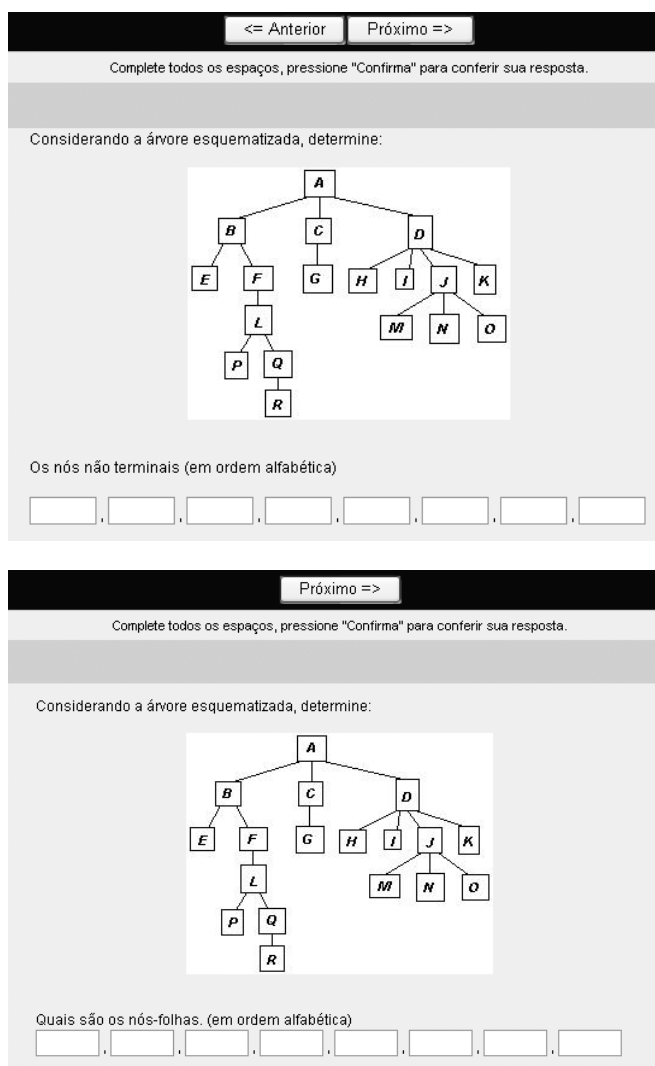 <= Anterior Próximo =>
Complete todos os espaços, pressione "Confirma" para conferir sua resposta.
Considerando a árvore esquematizada, determine:
A
B C D
E F G H I J K
L M N O
P Q
R
Os nós não terminais (em ordem alfabética)
, , , , , , ,
Próximo =>
Complete todos os espaços, pressione "Confirma" para conferir sua resposta.
Considerando a árvore esquematizada, determine:
A
B C D
E F G H I J K
L M N O
P Q
R
Quais são os nós-folhas. (em ordem alfabética)
, , , , , , ,